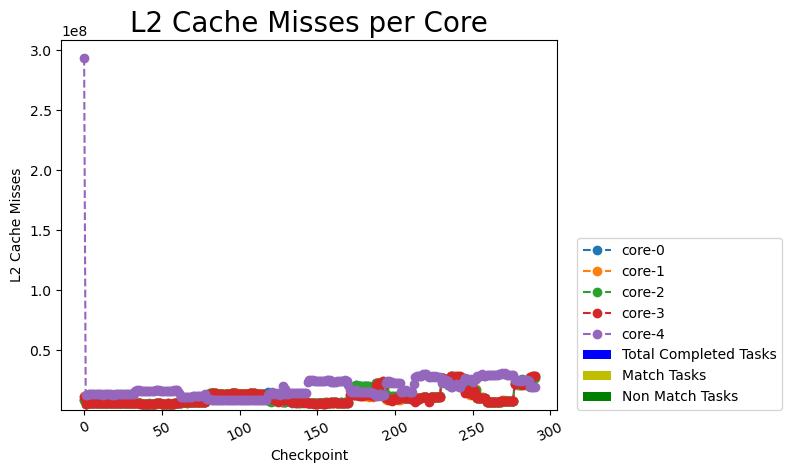 L2 Cache Misses per Core
1e8
3.0
2.5
2.0
1.5
1.0
0.5
L2 Cache Misses
0
50
100
150
200
250
300
Checkpoint
core-0
core-1
core-2
core-3
core-4
Total Completed Tasks
Match Tasks
Non Match Tasks